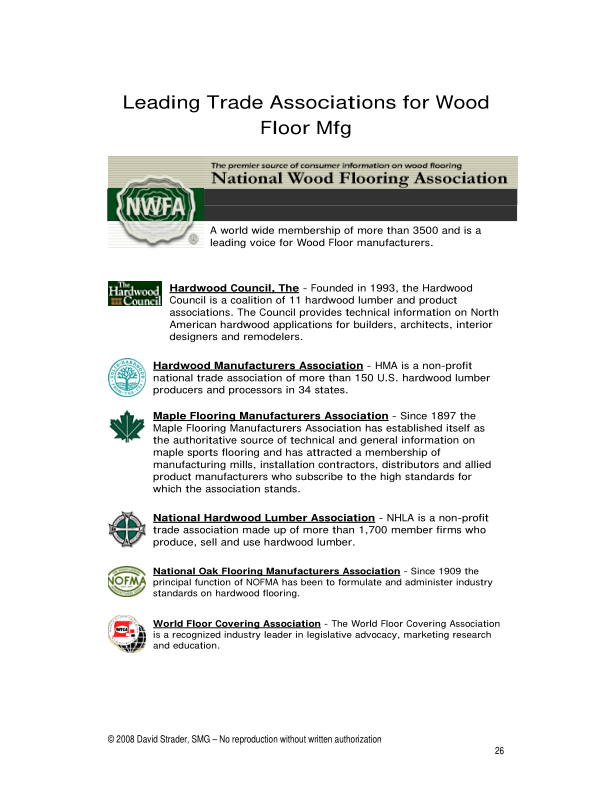 Leading Trade Associations for Wood
Floor Mfg
The premier source of consumer information on wood flooring
National Wood Flooring Association
NWFA
®
A world wide membership of more than 3500 and is a
leading voice for Wood Floor manufacturers.
The
Hardwood
Council
Hardwood Council, The - Founded in 1993, the Hardwood
Council is a coalition of 11 hardwood lumber and product
associations. The Council provides technical information on North
American hardwood applications for builders, architects, interior
designers and remodelers.
Hardwood Manufacturers Association - HMA is a non-profit
national trade association of more than 150 U.S. hardwood lumber
producers and processors in 34 states.
Maple Flooring Manufacturers Association - Since 1897 the
Maple Flooring Manufacturers Association has established itself as
the authoritative source of technical and general information on
maple sports flooring and has attracted a membership of
manufacturing mills, installation contractors, distributors and allied
product manufacturers who subscribe to the high standards for
which the association stands.
National Hardwood Lumber Association - NHLA is a non-profit
trade association made up of more than 1,700 member firms who
produce, sell and use hardwood lumber.
NOFMA
National Oak Flooring Manufacturers Association - Since 1909 the
principal function of NOFMA has been to formulate and administer industry
standards on hardwood flooring.
WFCA
World Floor Covering Association - The World Floor Covering Association
is a recognized industry leader in legislative advocacy, marketing research
and education.
© 2008 David Strader, SMG – No reproduction without written authorization
26